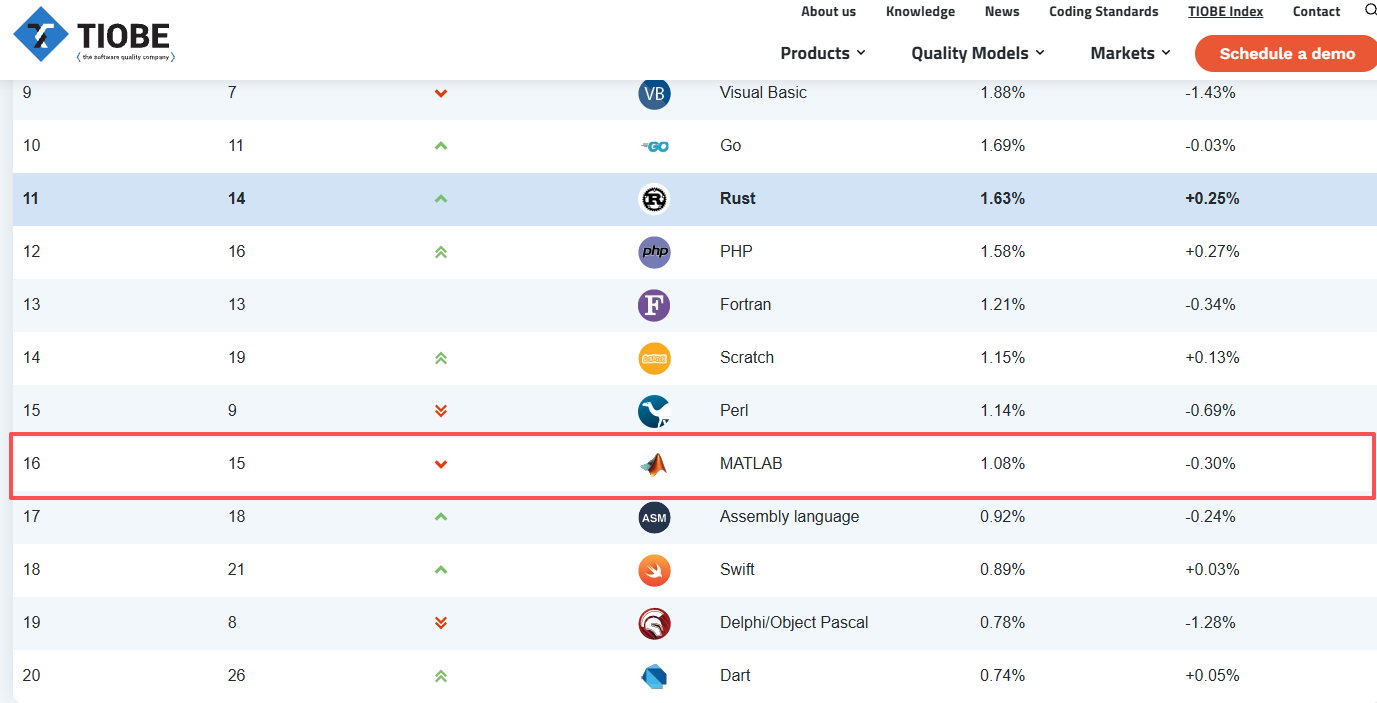 About us Knowledge News Coding Standards TIOBE Index Contact
TIOBE
(the software quality company)
Products Quality Models Markets Schedule a demo
9 7 VB Visual Basic 1.88% -1.43%
10 11 GO Go 1.69% -0.03%
11 14 R Rust 1.63% +0.25%
12 16 php PHP 1.58% +0.27%
13 13 F Fortran 1.21% -0.34%
14 19 Scratch 1.15% +0.13%
15 9 Perl 1.14% -0.69%
16 15 MATLAB 1.08% -0.30%
17 18 ASM Assembly language 0.92% -0.24%
18 21 Swift 0.89% +0.03%
19 8 Delphi/Object Pascal 0.78% -1.28%
20 26 Dart 0.74% +0.05%